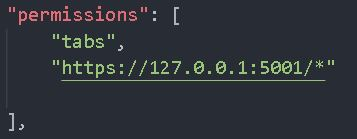 "permissions": [
"tabs",
"https://127.0.0.1:5001/*"
],